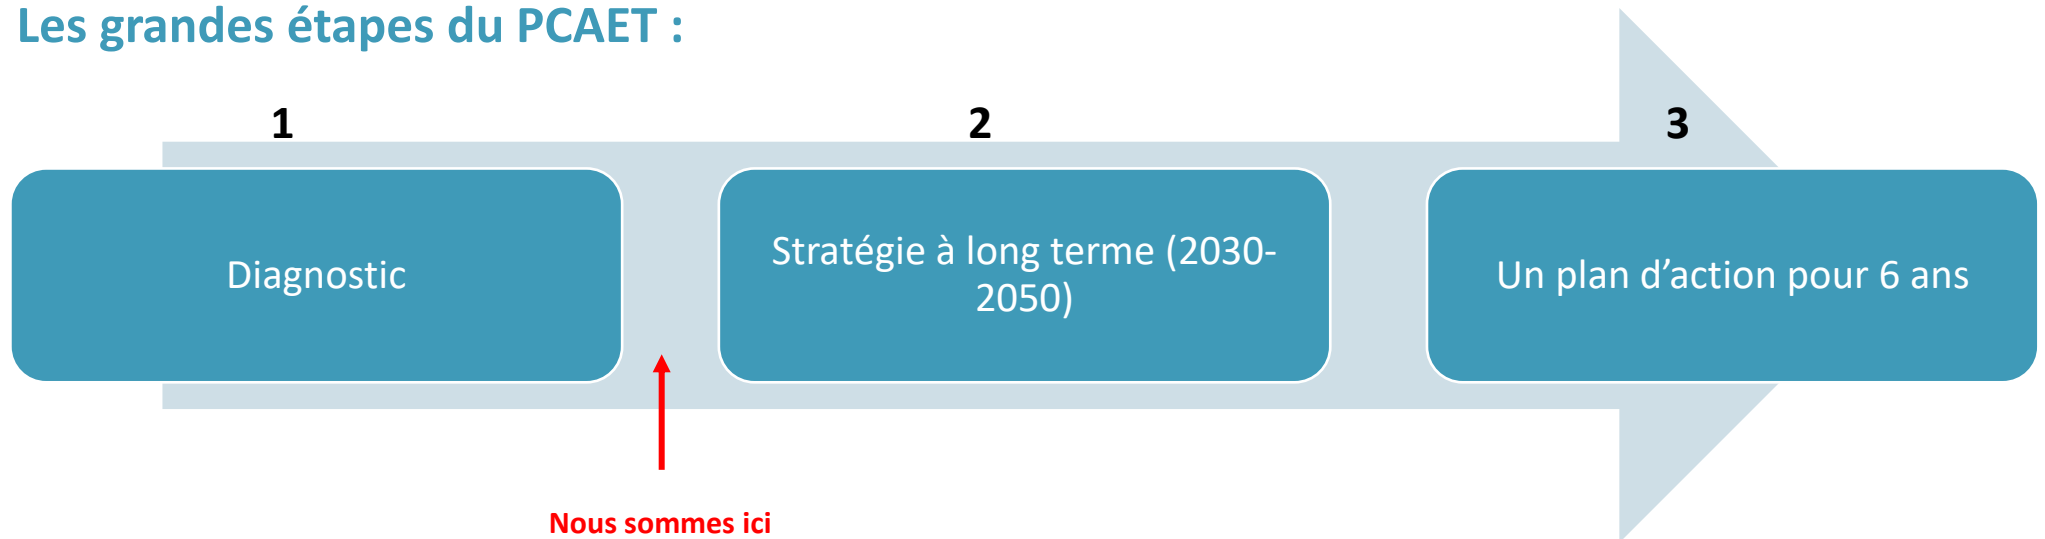 Les grandes étapes du PCAET :
1
2
3
Diagnostic
Stratégie à long terme (2030-
2050)
Un plan d’action pour 6 ans
Nous sommes ici